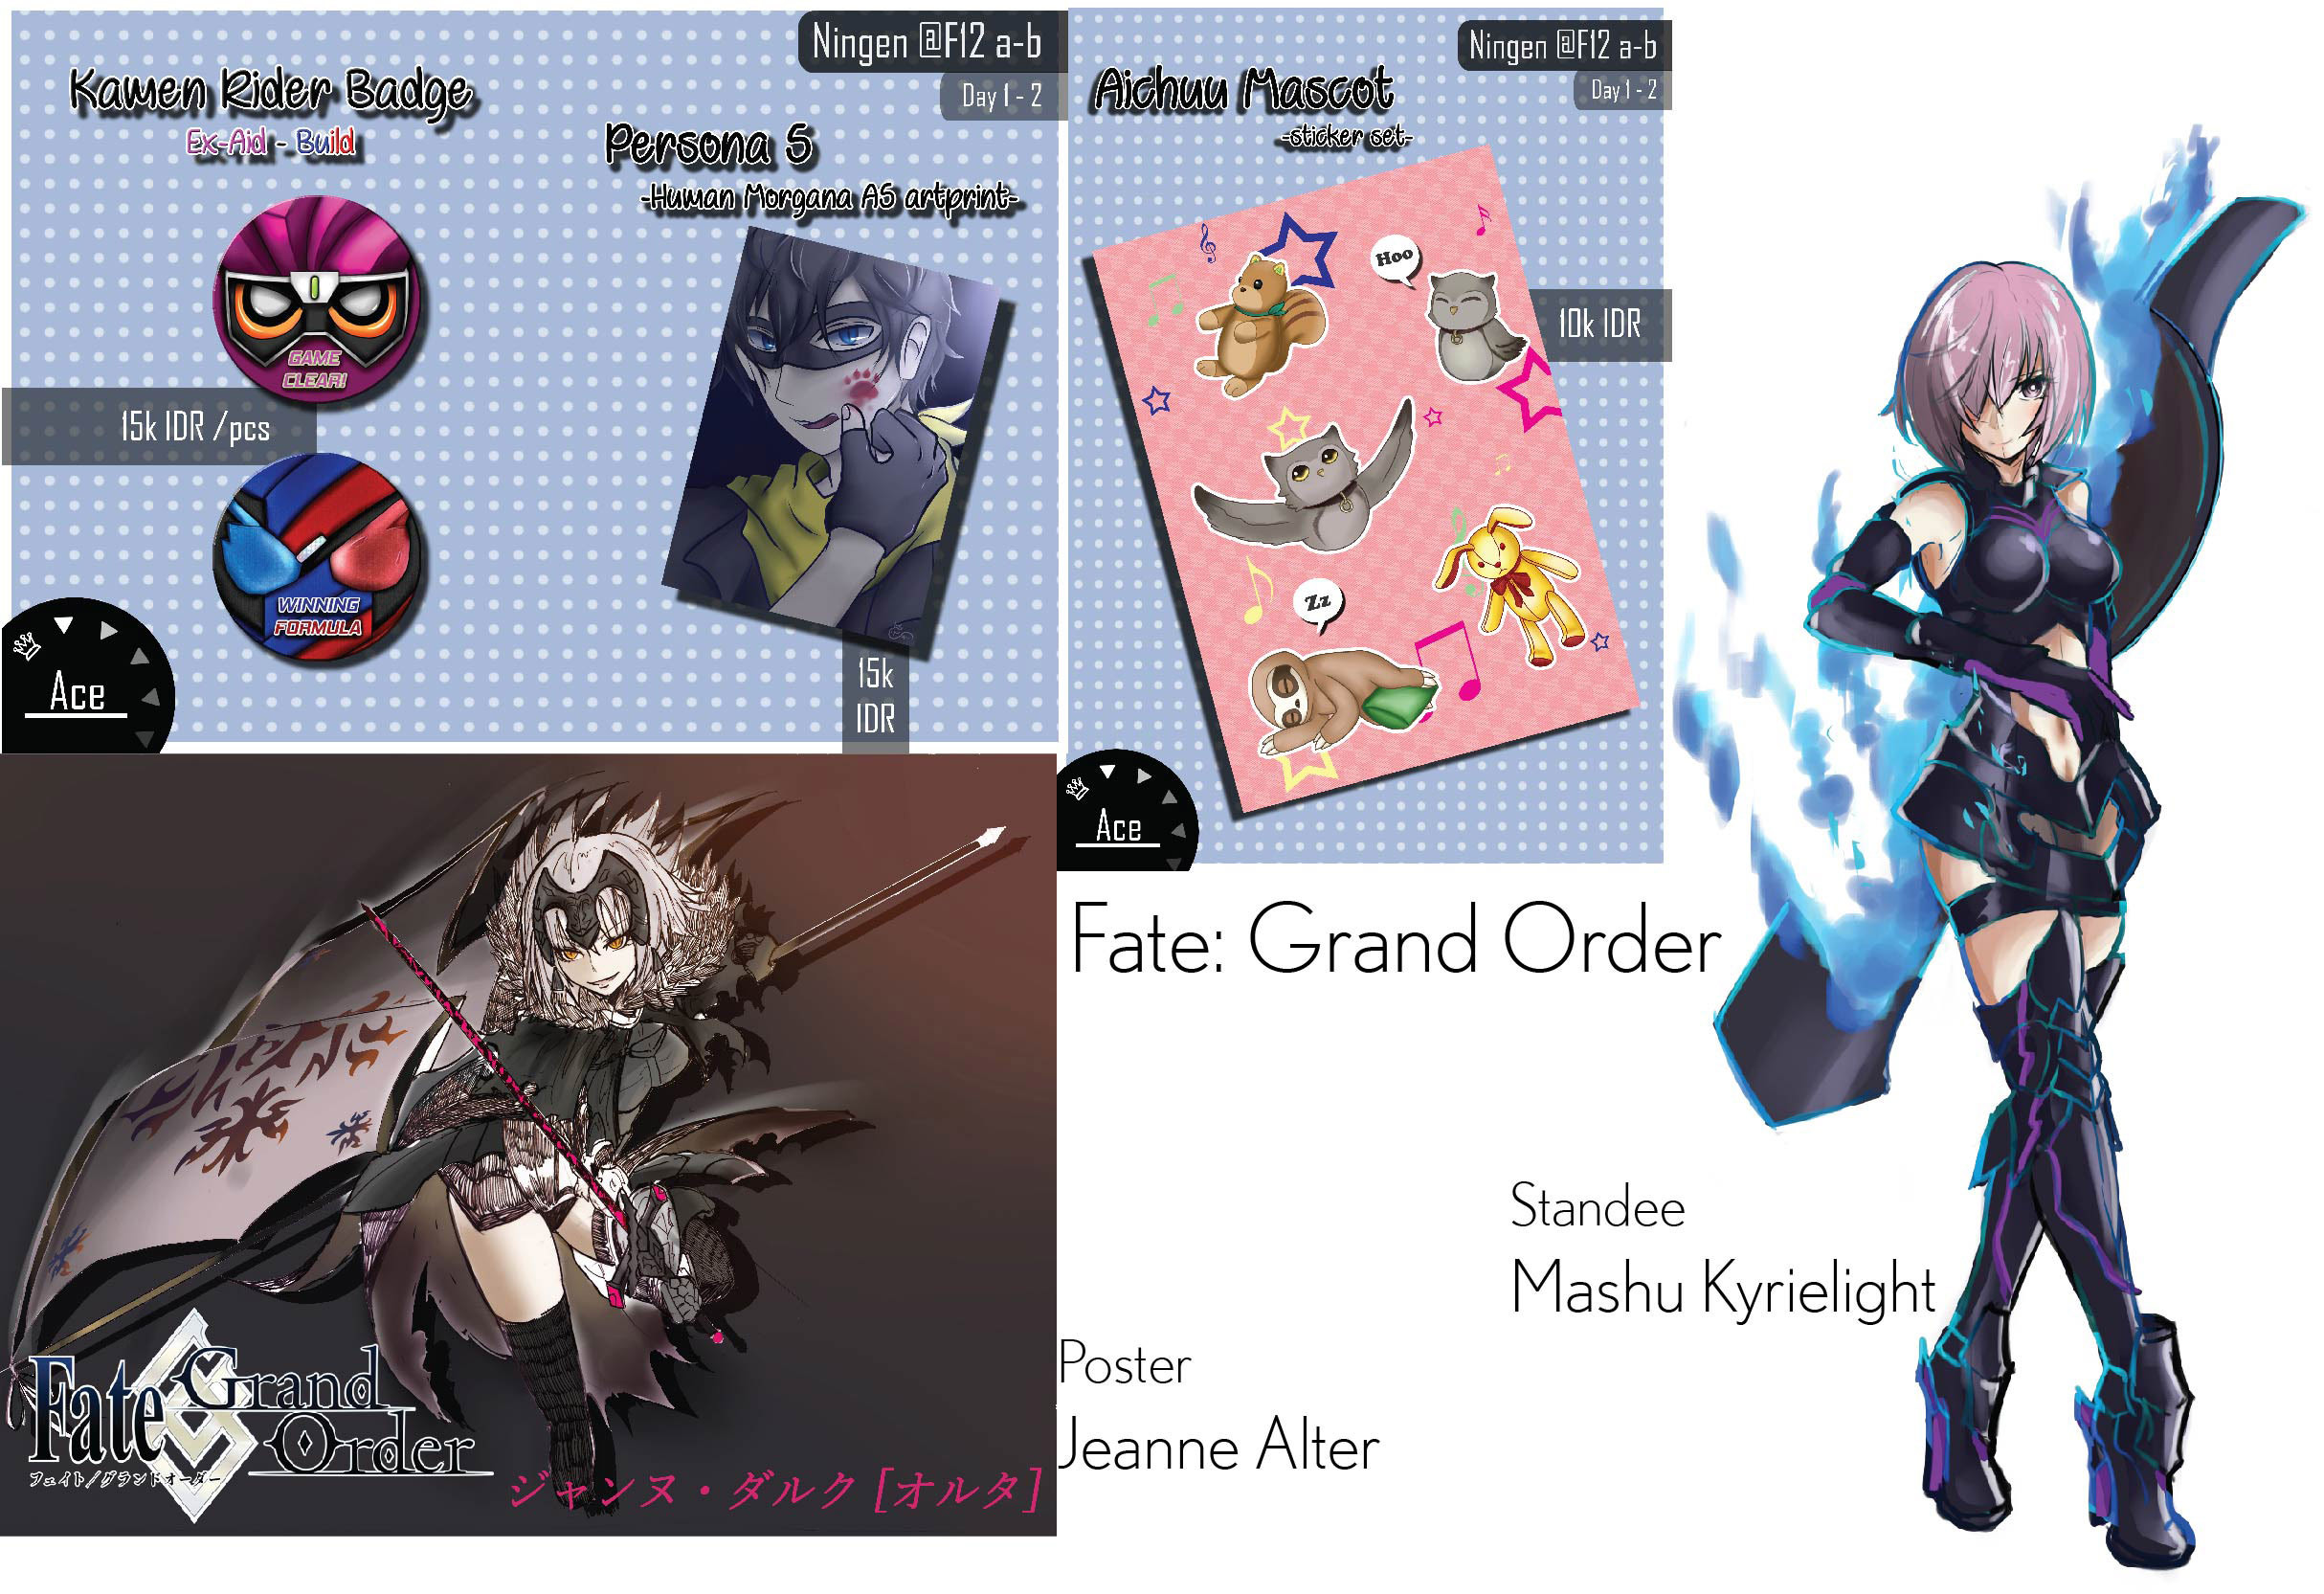 Ningen @F12 a-b
Day 1 - 2
Kamen Rider Badge
Ex-Aid - Build
Persona 5
-Human Morgana A5 artprint-
GAME
CLEAR!
15k IDR /pcs
WINNING
FORMULA
15k
IDR
Ace
Ningen @F12 a-b
Day 1 - 2
Aichuu Mascot
-sticker set-
Hoo
10k IDR
Zz
Ace
Fate: Grand Order
Standee
Mashu Kyrielight
Poster
Jeanne Alter
Fate
Grand
Order
フェイト/グランドオーダー
ジャンヌ・ダルク [オルタ]